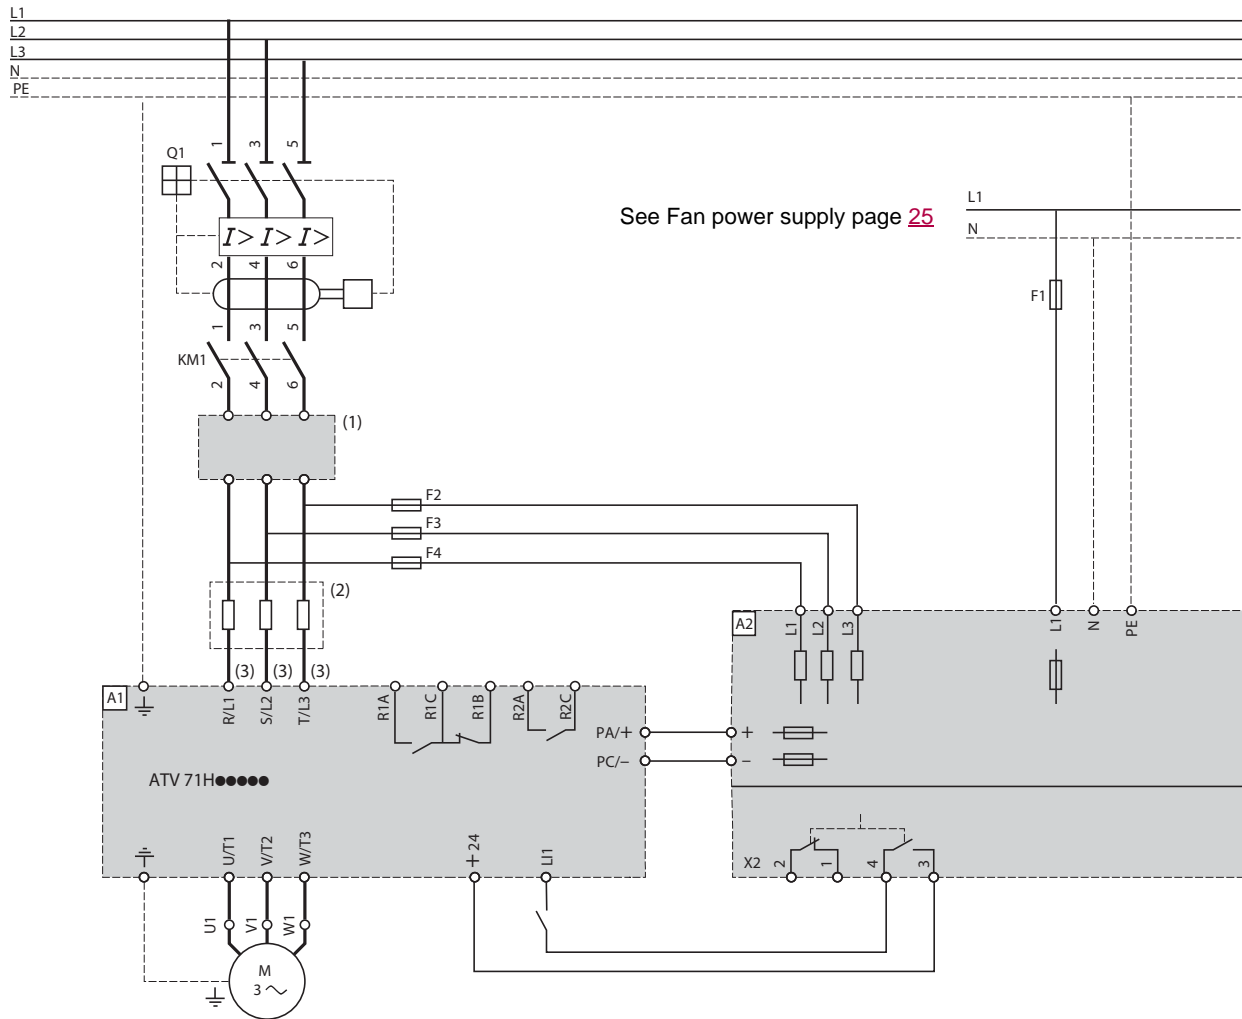 L1
L2
L3
N
PE
Q1
1
3
5
I> I> I>
2
4
6
See Fan power supply page 25
L1
N
F1
1
3
5
KM1
2
4
6
(1)
F2
F3
F4
(2)
(3) (3) (3)
A1
R/L1
S/L2
T/L3
R1A
R1C
R1B
R2A
R2C
A2
L1
L2
L3
L1
N
PE
PA/+
PC/−
+
−
ATV 71H●●●●●
U/T1
V/T2
W/T3
+24
LI1
X2
2
1
4
3
U1
V1
W1
M
3